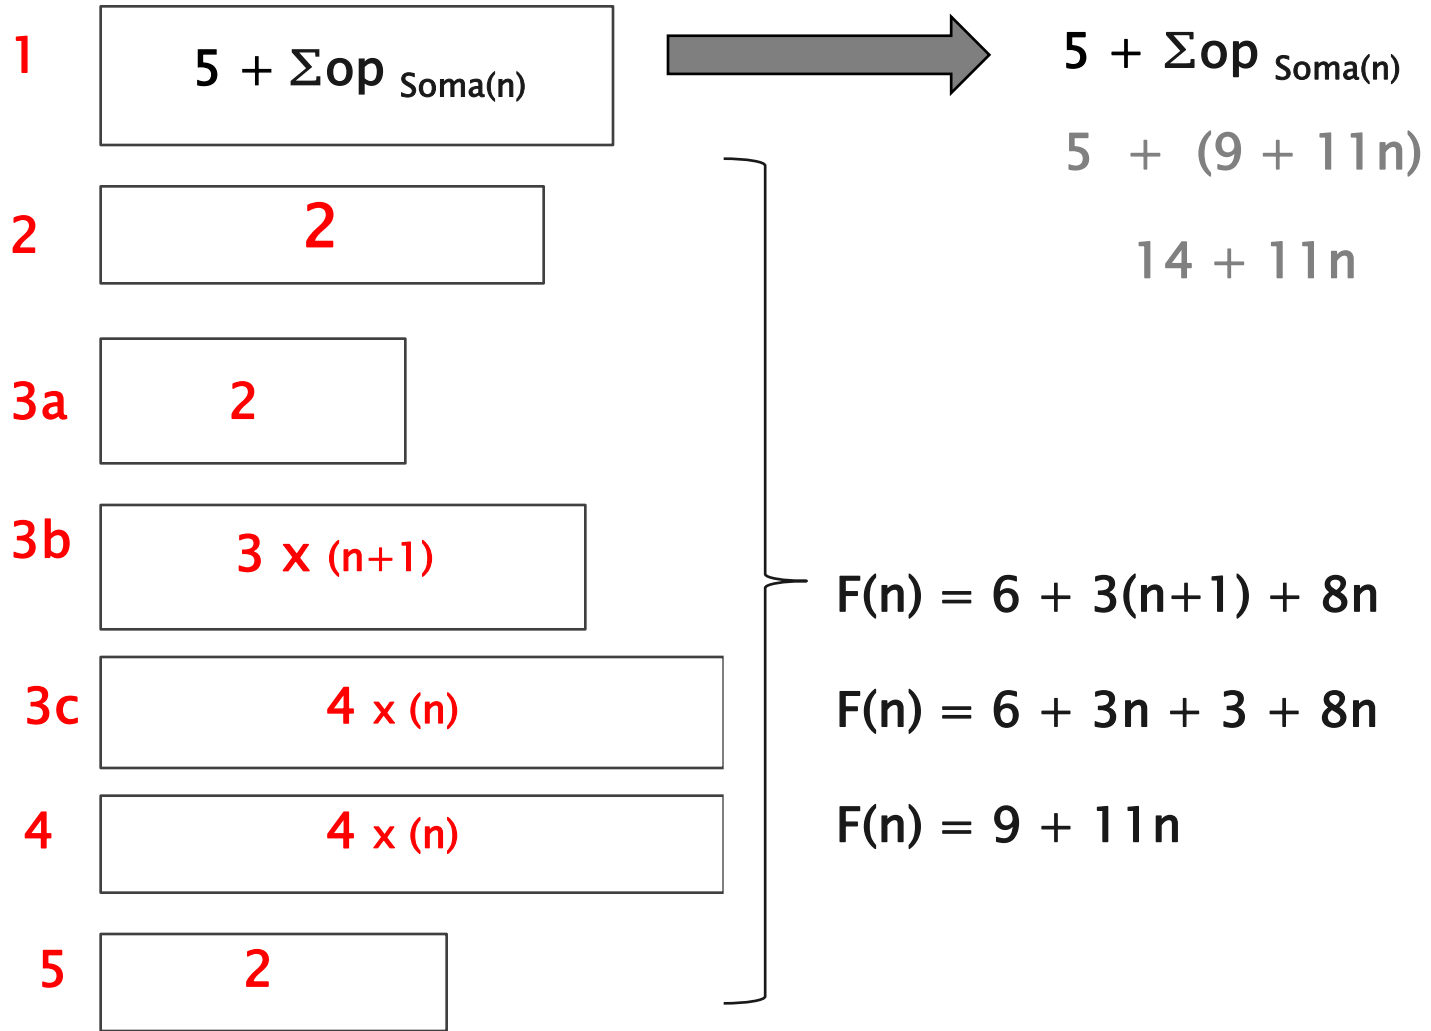 1
5 + Σop Soma(n)
5 + Σop Soma(n)
5 + (9 + 11n)
14 + 11n
2
2
3a
2
3b
3 x (n+1)
3c
4 x (n)
4
4 x (n)
5
2
F(n) = 6 + 3(n+1) + 8n
F(n) = 6 + 3n + 3 + 8n
F(n) = 9 + 11n